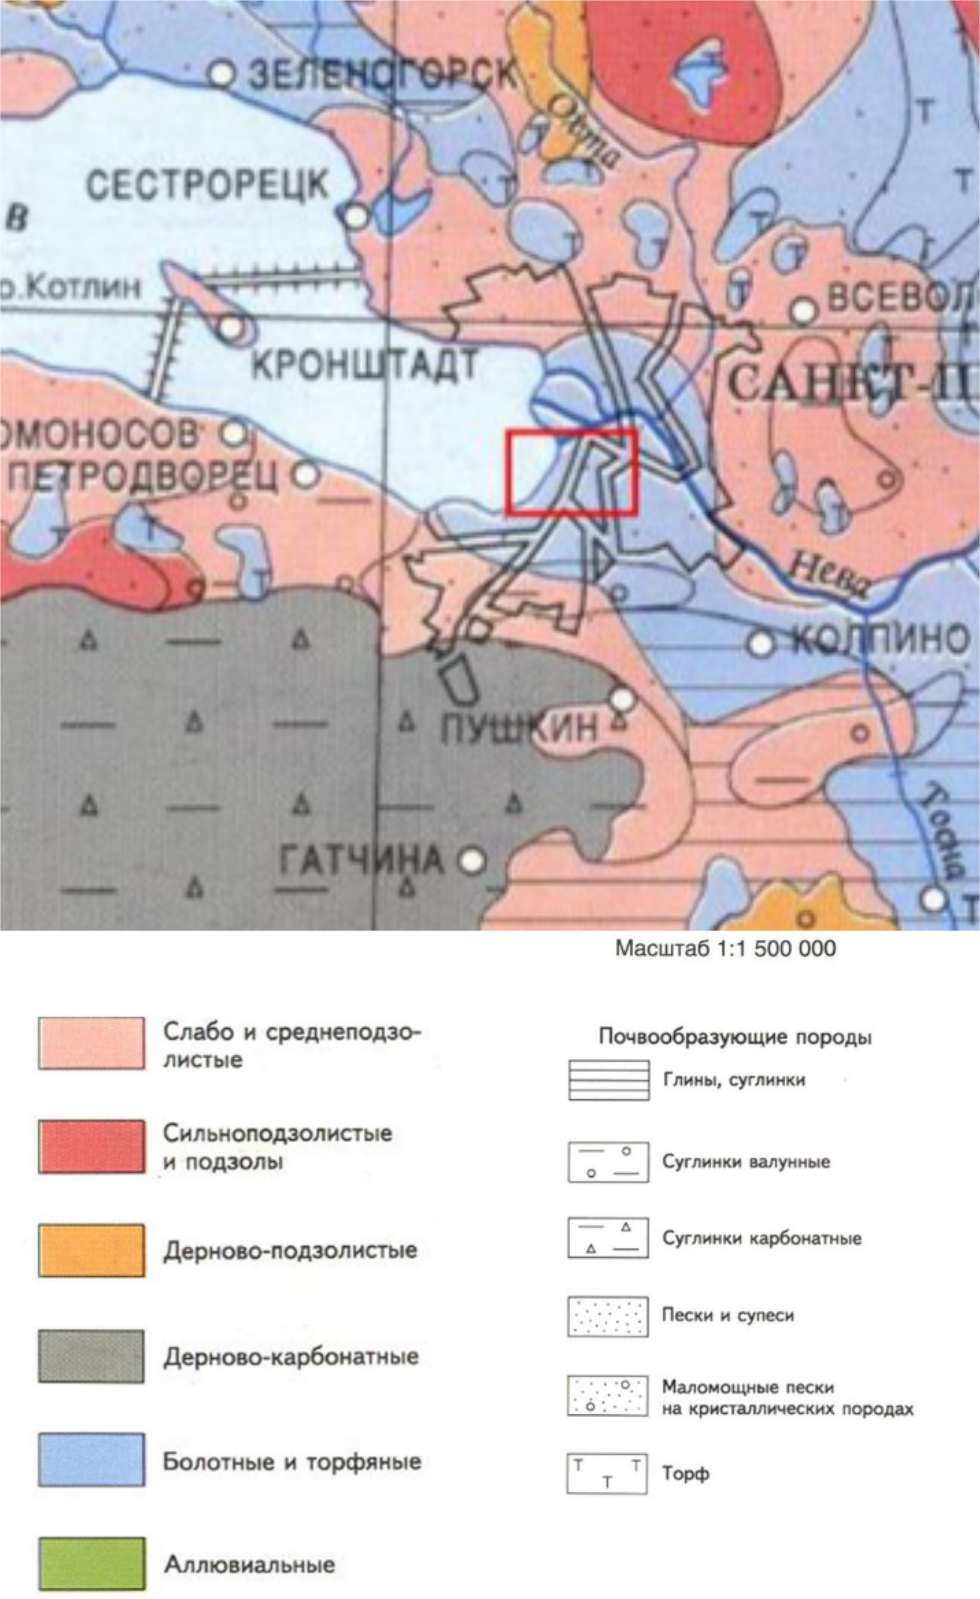 ЗЕЛЕНОГОРСК
Охта
Т
Т
СЕСТРОРЕЦК
Т
Т
В
Т
Т
Т
Т
о.Котлин
Т
ВСЕВОЛ
КРОНШТАДТ
САНКТ-П
ОМОНОСОВ
ПЕТРОДВОРЕЦ
Т
Т
Т
Т
Нева
КОЛПИНО
ПУШКИН
Тосна
ГАТЧИНА
Т
Масштаб 1:1 500 000
Слабо и среднеподзо-
листые
Сильноподзолистые
и подзолы
Дерново-подзолистые
Дерново-карбонатные
Болотные и торфяные
Аллювиальные
Почвообразующие породы
Глины, суглинки
Суглинки валунные
Суглинки карбонатные
Пески и супеси
Маломощные пески
на кристаллических породах
Т Т
Т
Торф